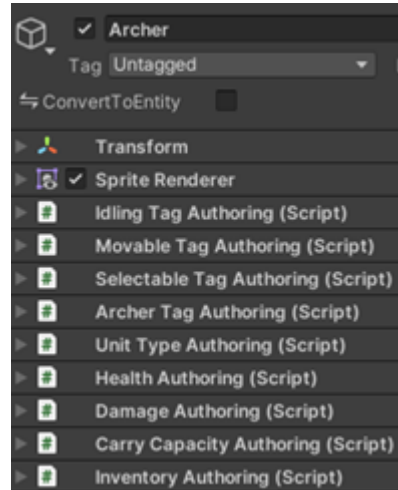 Archer
Tag Untagged
ConvertToEntity
Transform
Sprite Renderer
# Idling Tag Authoring (Script)
# Movable Tag Authoring (Script)
# Selectable Tag Authoring (Script)
# Archer Tag Authoring (Script)
# Unit Type Authoring (Script)
# Health Authoring (Script)
# Damage Authoring (Script)
# Carry Capacity Authoring (Script)
# Inventory Authoring (Script)